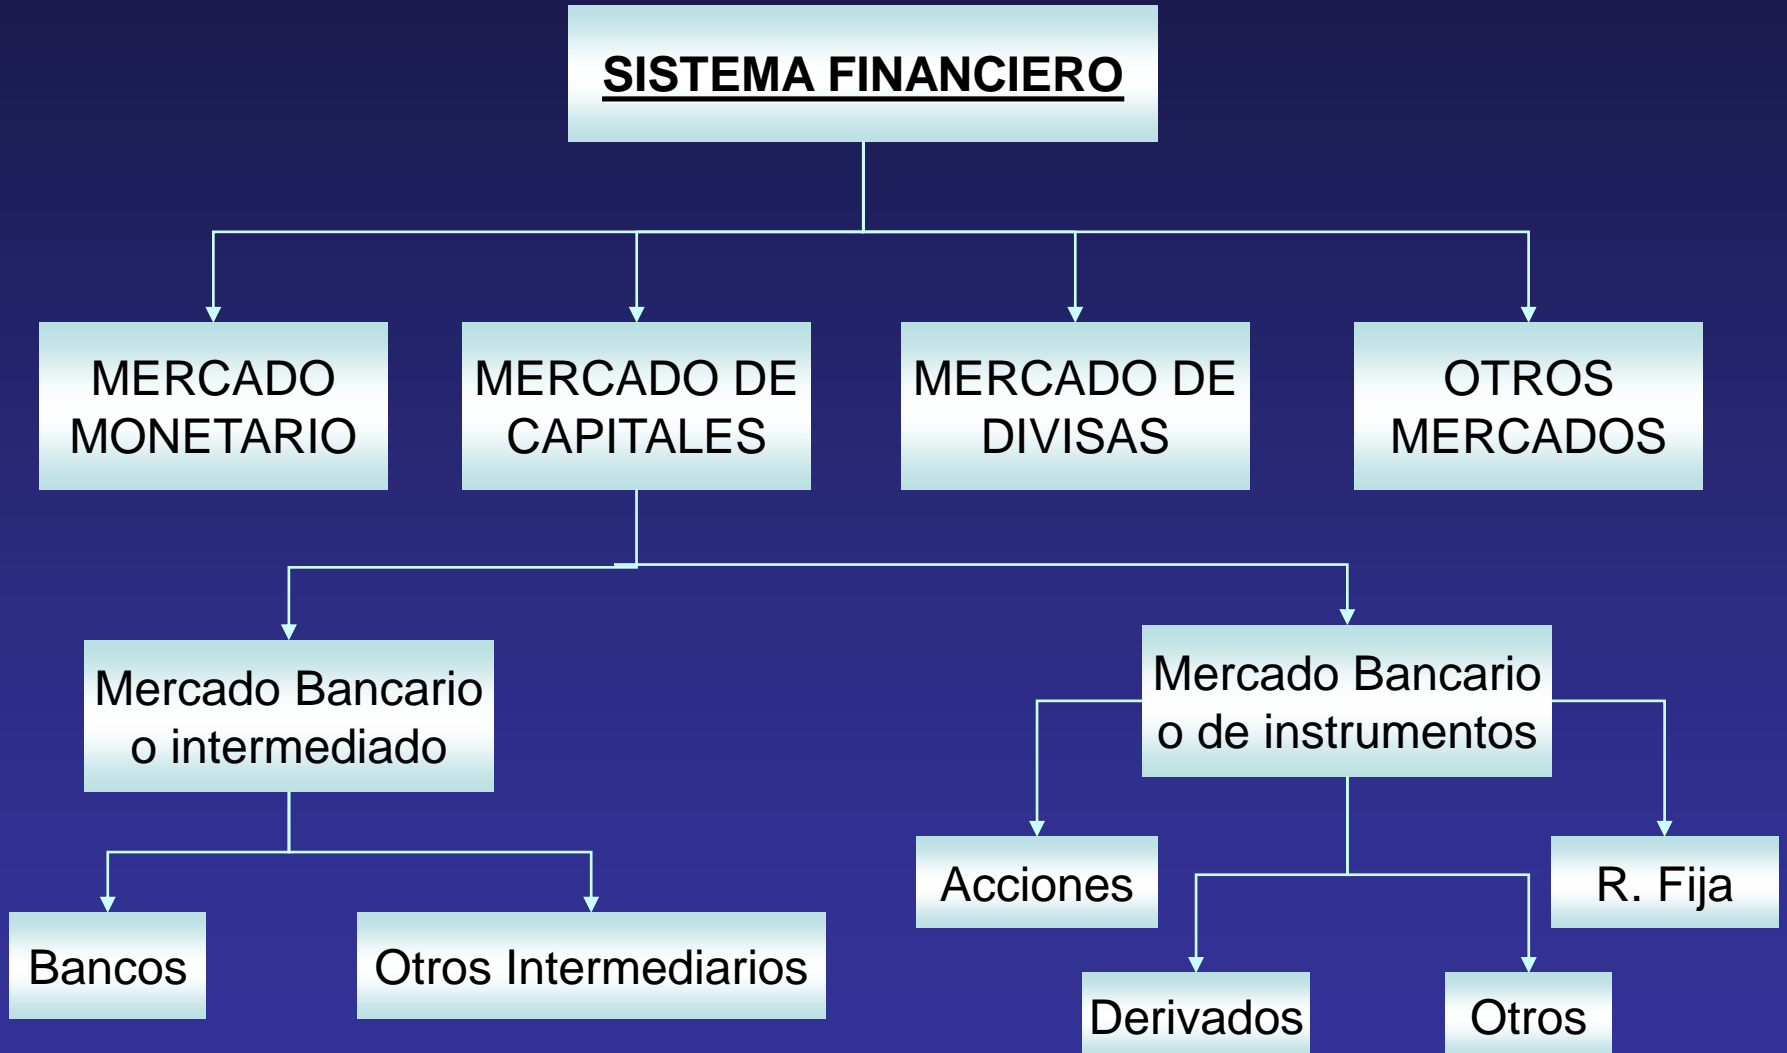 SISTEMA FINANCIERO
MERCADO
MONETARIO
MERCADO DE
CAPITALES
MERCADO DE
DIVISAS
OTROS
MERCADOS
Mercado Bancario
o intermediado
Mercado Bancario
o de instrumentos
Bancos
Otros Intermediarios
Acciones
R. Fija
Derivados
Otros